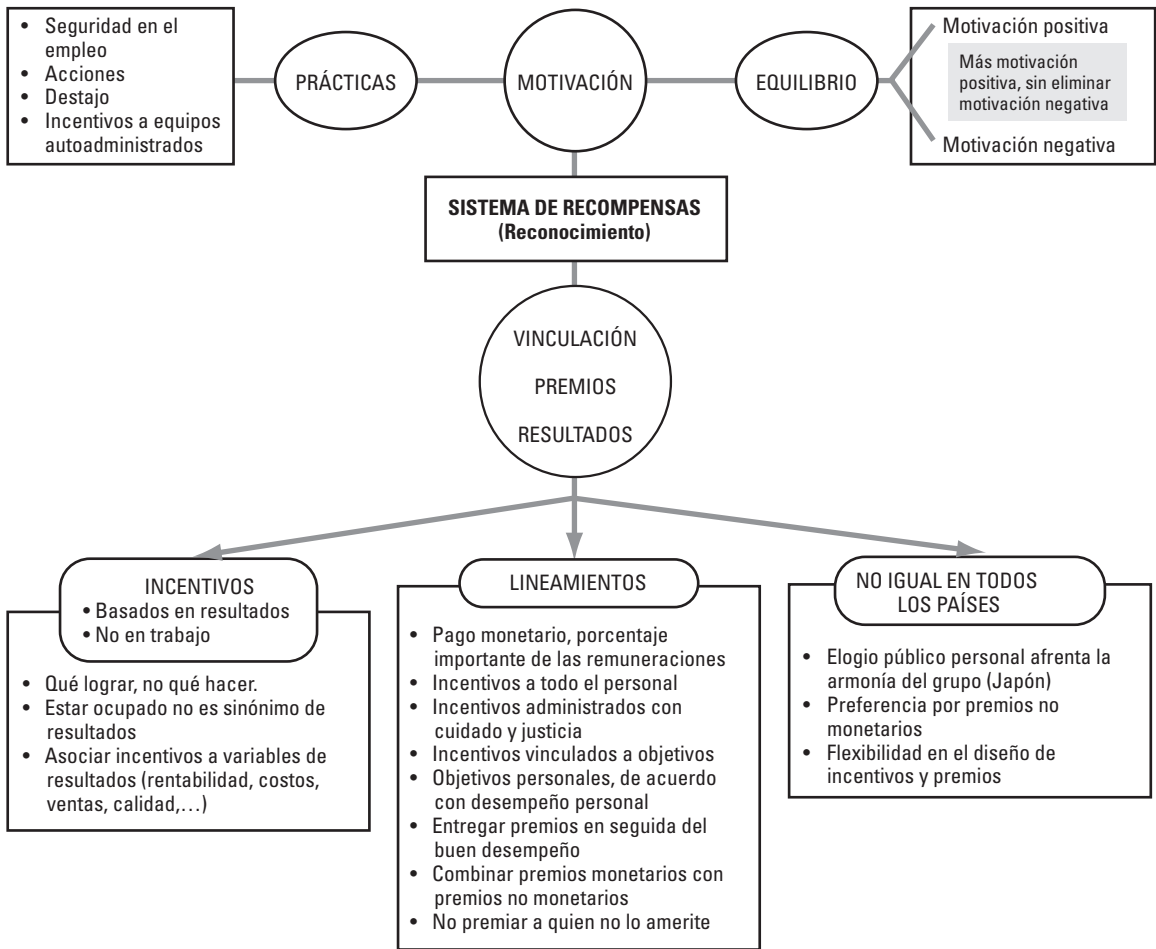 • Seguridad en el
empleo
• Acciones
• Destajo
• Incentivos a equipos
autoadministrados
PRÁCTICAS
MOTIVACIÓN
EQUILIBRIO
Motivación positiva
Más motivación
positiva, sin eliminar
motivación negativa
Motivación negativa
SISTEMA DE RECOMPENSAS
(Reconocimiento)
VINCULACIÓN
PREMIOS
RESULTADOS
INCENTIVOS
• Basados en resultados
• No en trabajo
• Qué lograr, no qué hacer.
• Estar ocupado no es sinónimo de
resultados
• Asociar incentivos a variables de
resultados (rentabilidad, costos,
ventas, calidad,…)
LINEAMIENTOS
• Pago monetario, porcentaje
importante de las remuneraciones
• Incentivos a todo el personal
• Incentivos administrados con
cuidado y justicia
• Incentivos vinculados a objetivos
• Objetivos personales, de acuerdo
con desempeño personal
• Entregar premios en seguida del
buen desempeño
• Combinar premios monetarios con
premios no monetarios
• No premiar a quien no lo amerite
NO IGUAL EN TODOS
LOS PAÍSES
• Elogio público personal afrenta la
armonía del grupo (Japón)
• Preferencia por premios no
monetarios
• Flexibilidad en el diseño de
incentivos y premios